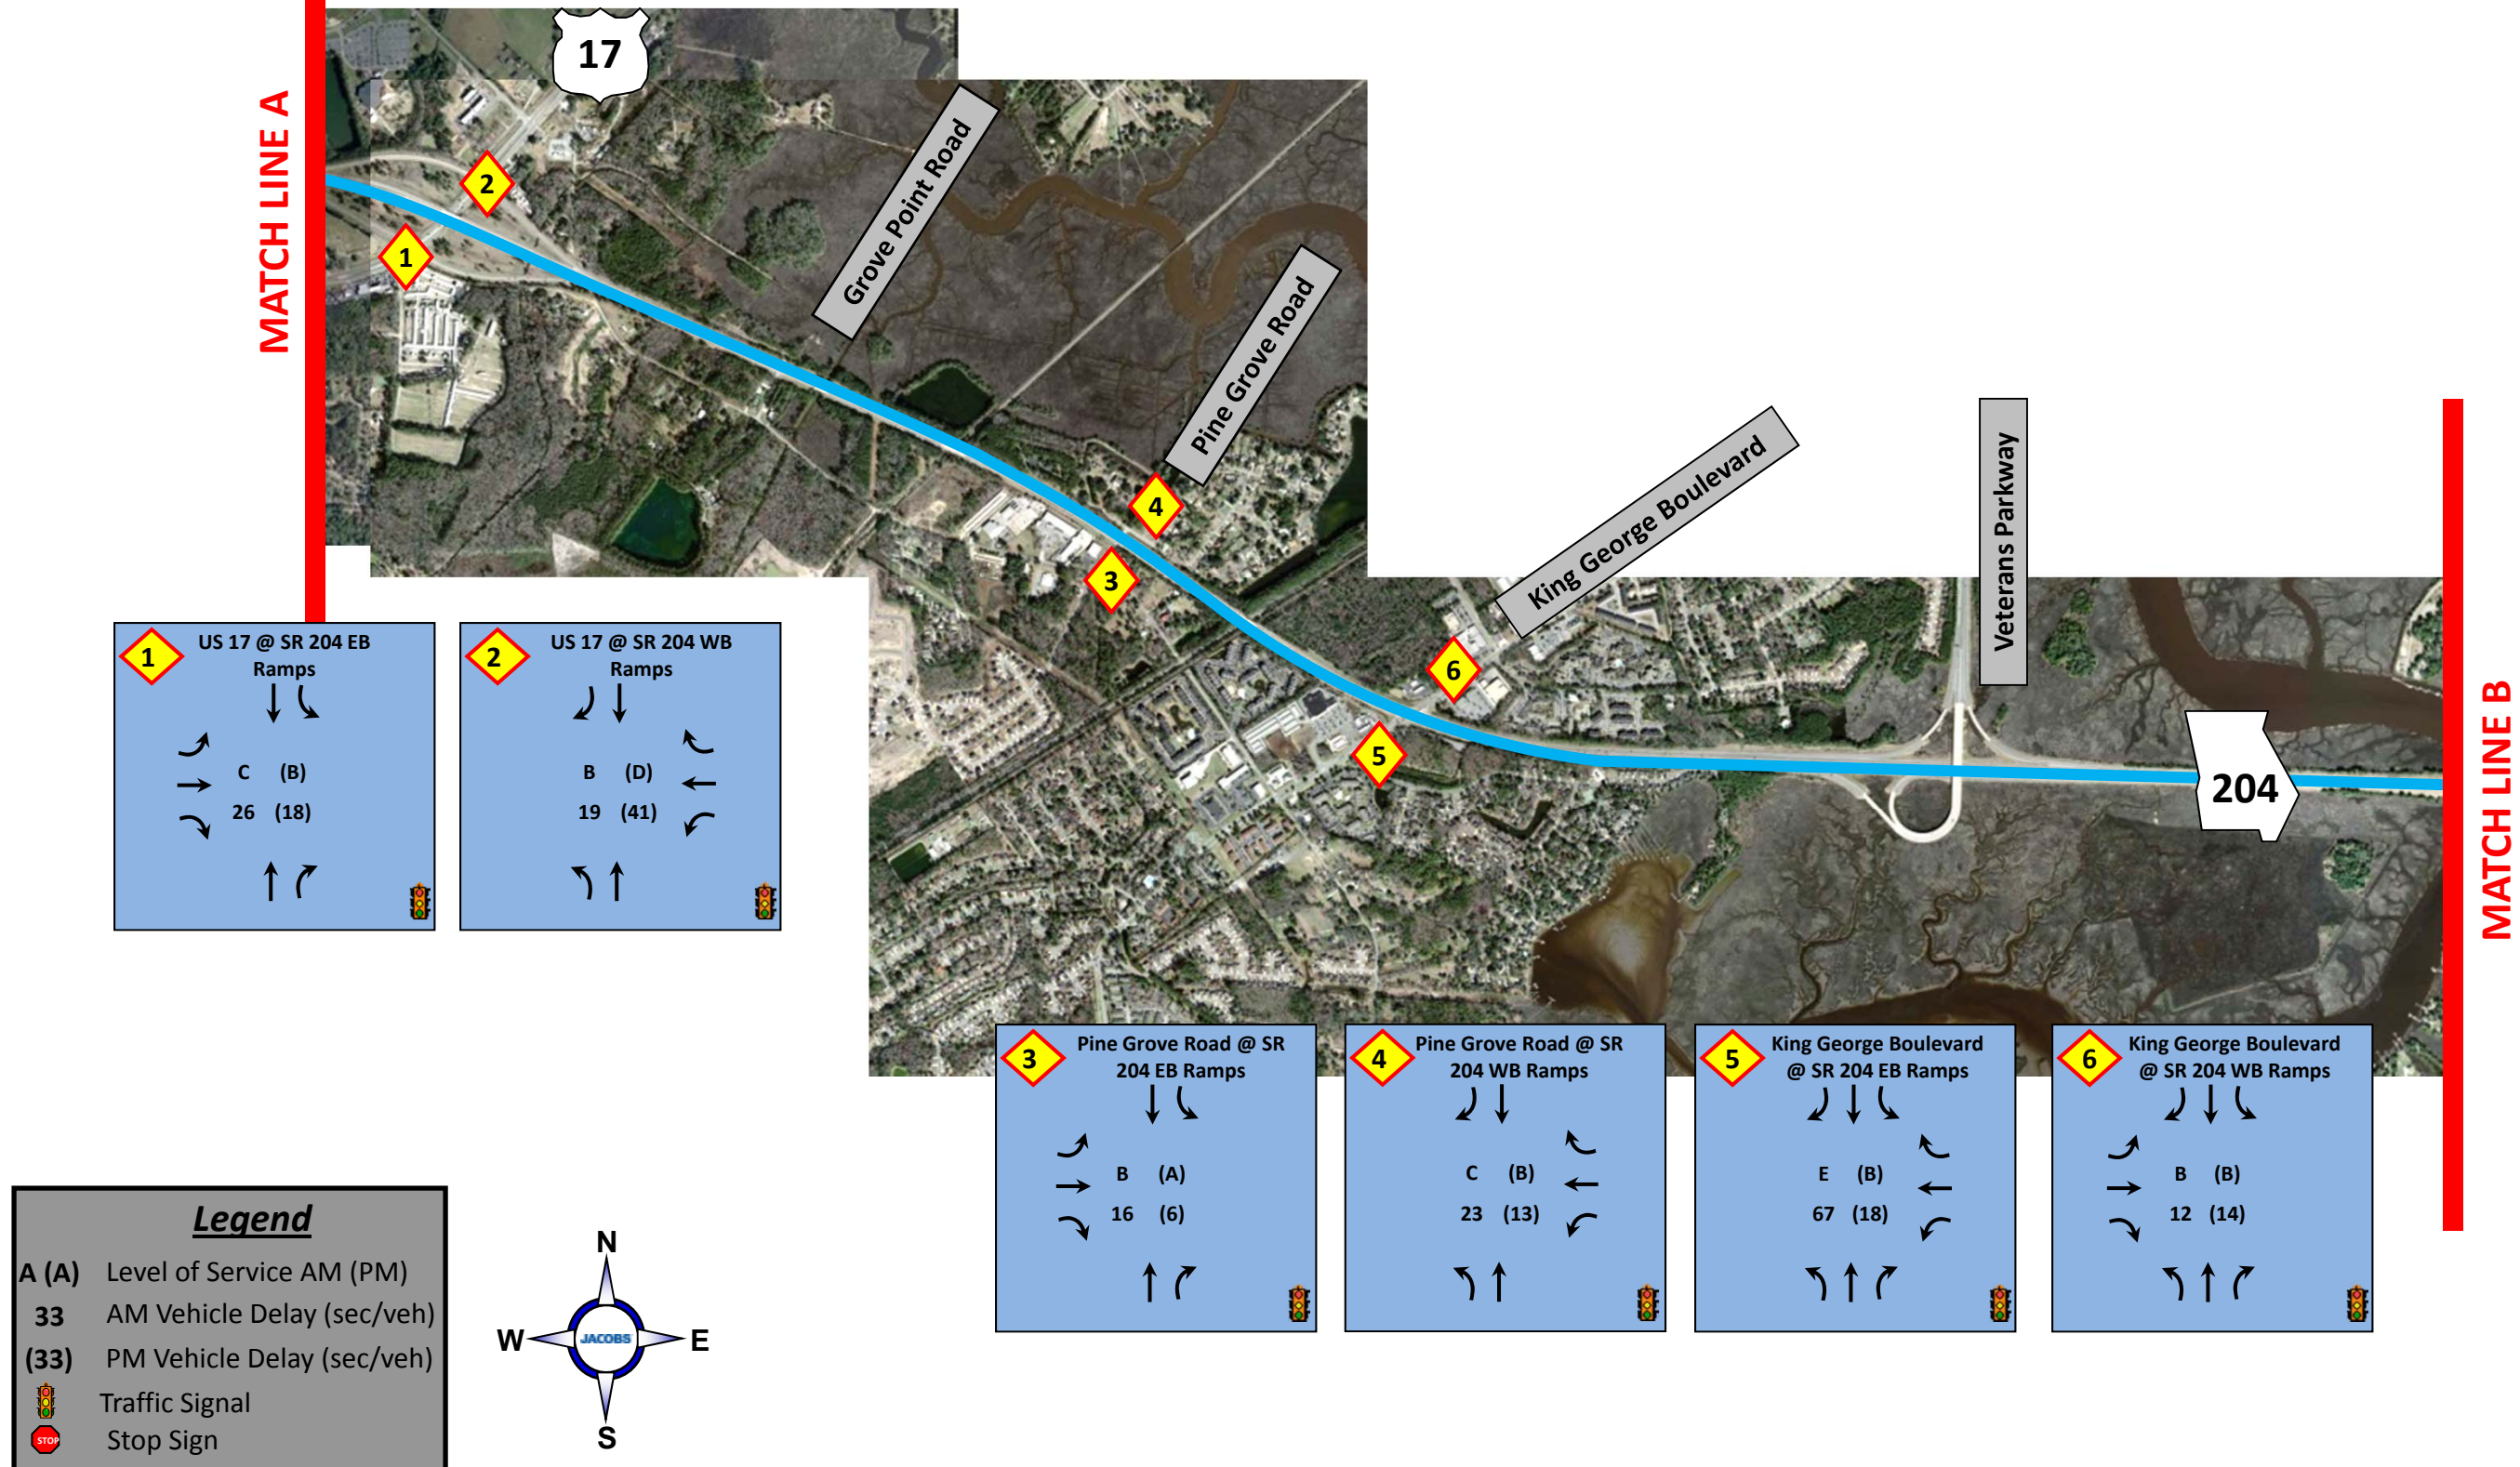 17
MATCH LINE A
Grove Point Road
2
1
Pine Grove Road
4
3
King George Boulevard
Veterans Parkway
6
5
204
MATCH LINE B
1
US 17 @ SR 204 EB
Ramps
C (B)
26 (18)
2
US 17 @ SR 204 WB
Ramps
B (D)
19 (41)
3
Pine Grove Road @ SR
204 EB Ramps
B (A)
16 (6)
4
Pine Grove Road @ SR
204 WB Ramps
C (B)
23 (13)
5
King George Boulevard
@ SR 204 EB Ramps
E (B)
67 (18)
6
King George Boulevard
@ SR 204 WB Ramps
B (B)
12 (14)
Legend
A (A) Level of Service AM (PM)
33 AM Vehicle Delay (sec/veh)
(33) PM Vehicle Delay (sec/veh)
Traffic Signal
STOP Stop Sign
N
W JACOBS E
S